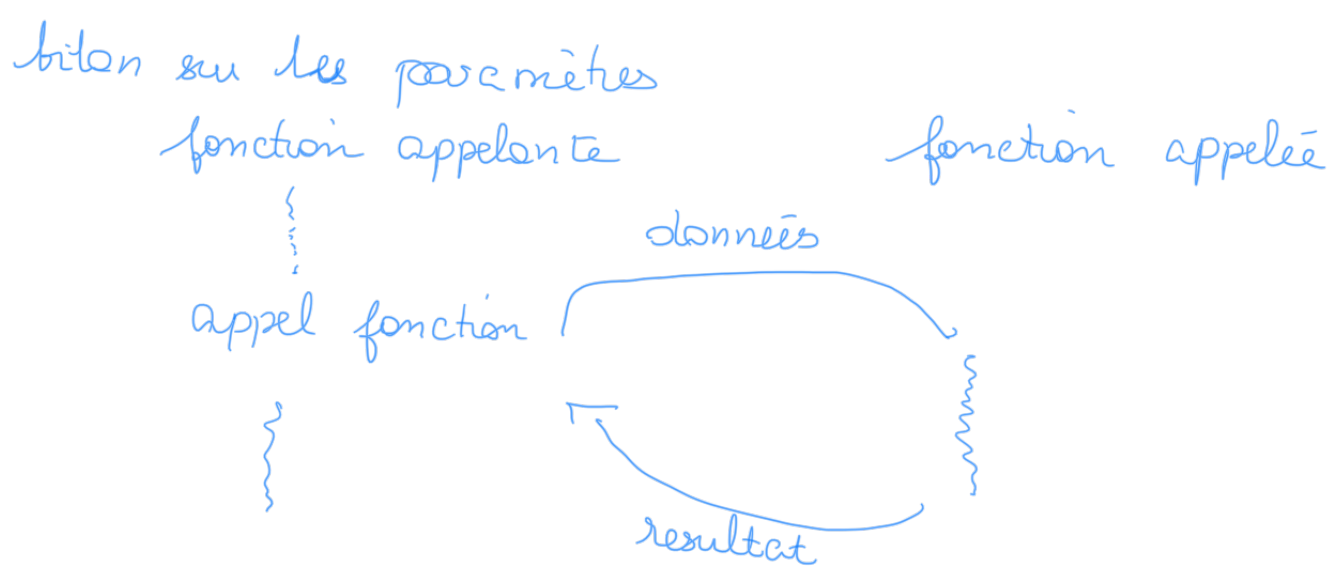 bilan sur les paramètres
fonction appelante fonction appelée
données
appel fonction
resultat